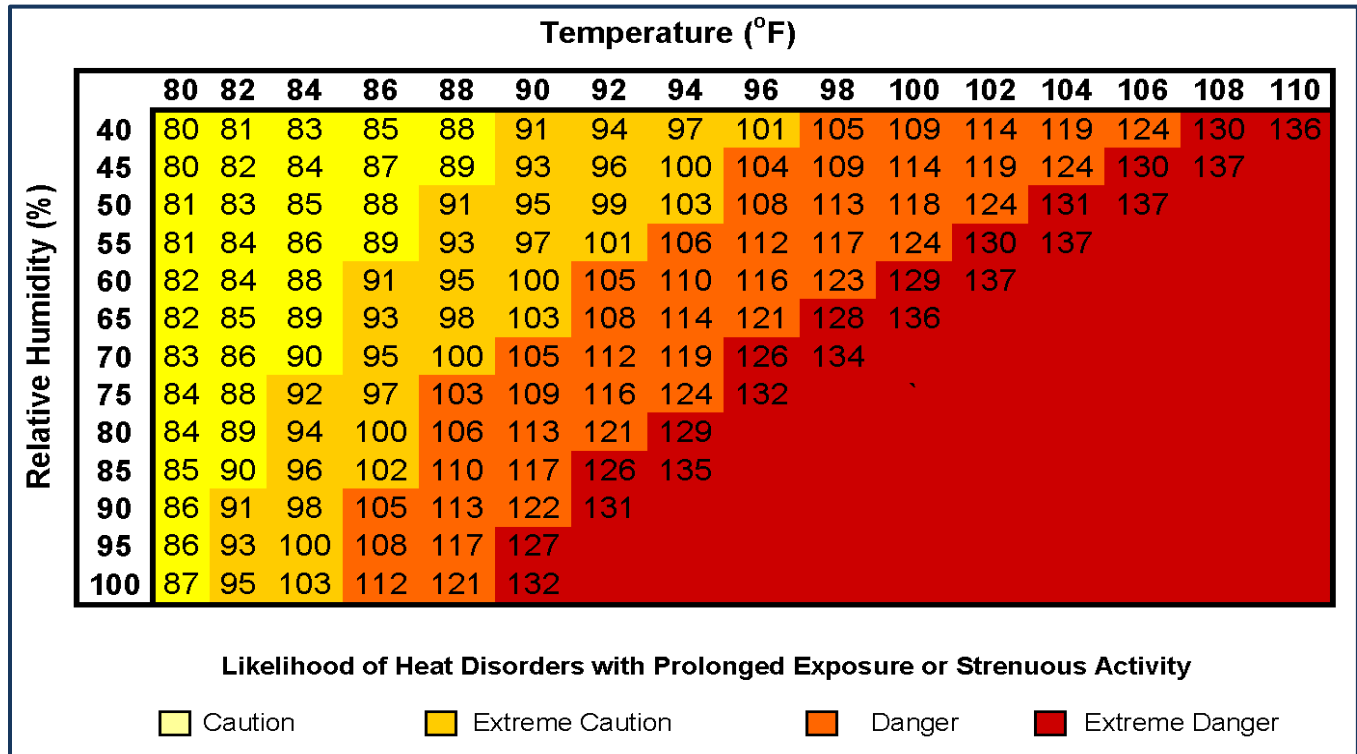 Temperature (°F)
80 82 84 86 88 90 92 94 96 98 100 102 104 106 108 110
Relative Humidity (%)
40 80 81 83 85 88 91 94 97 101 105 109 114 119 124 130 136
45 80 82 84 87 89 93 96 100 104 109 114 119 124 130 137
50 81 83 85 88 91 95 99 103 108 113 118 124 131 137
55 81 84 86 89 93 97 101 106 112 117 124 130 137
60 82 84 88 91 95 100 105 110 116 123 129 137
65 82 85 89 93 98 103 108 114 121 128 136
70 83 86 90 95 100 105 112 119 126 134
75 84 88 92 97 103 109 116 124 132 `
80 84 89 94 100 106 113 121 129
85 85 90 96 102 110 117 126 135
90 86 91 98 105 113 122 131
95 86 93 100 108 117 127
100 87 95 103 112 121 132
Likelihood of Heat Disorders with Prolonged Exposure or Strenuous Activity
Caution Extreme Caution Danger Extreme Danger